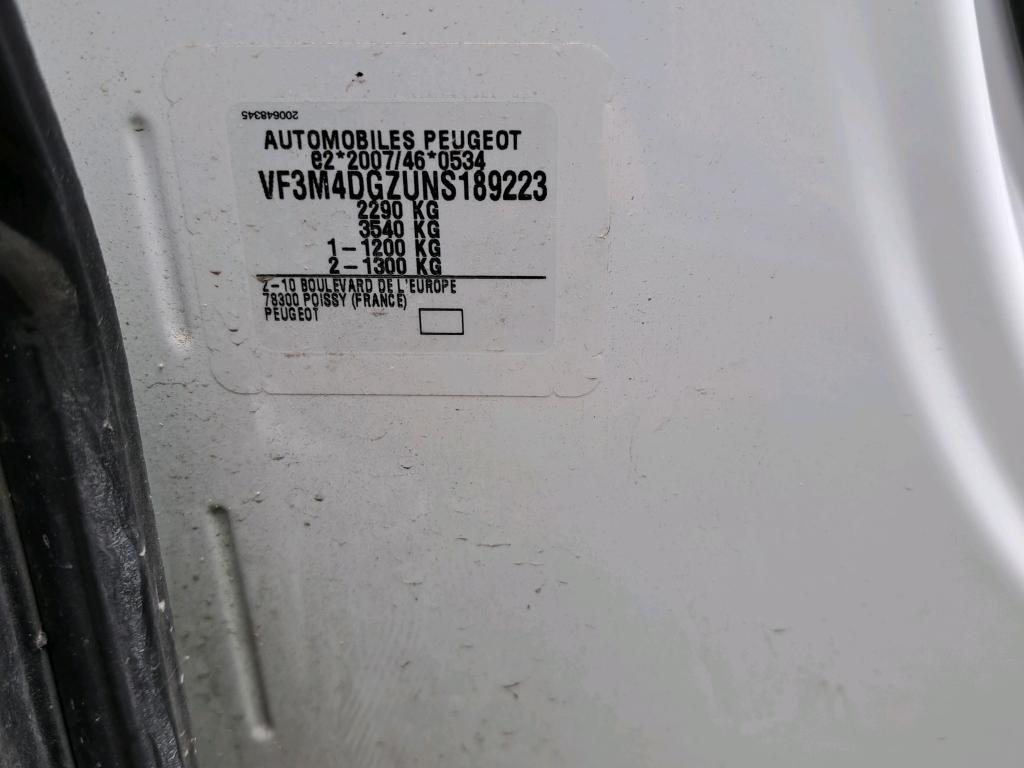 200648345
AUTOMOBILES PEUGEOT
e2*2007/46*0534
VF3M4DGZUNS189223
2290 KG
3540 KG
1-1200 KG
2-1300 KG
2-10 BOULEVARD DE L'EUROPE
78300 POISSY (FRANCE)
PEUGEOT